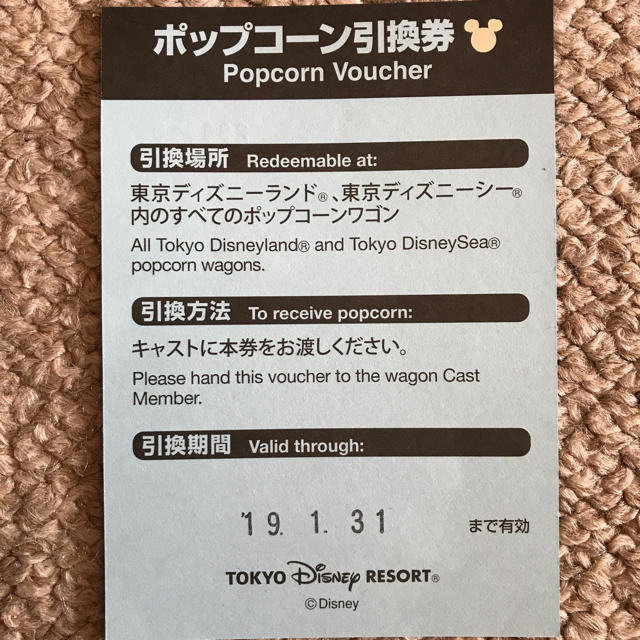 ポップコーン引換券
Popcorn Voucher
引換場所 Redeemable at:
東京ディズニーランド®、東京ディズニーシー®
内のすべてのポップコーンワゴン
All Tokyo Disneyland® and Tokyo DisneySea®
popcorn wagons.
引換方法 To receive popcorn:
キャストに本券をお渡しください。
Please hand this voucher to the wagon Cast
Member.
引換期間 Valid through:
'19. 1. 31 まで有効
TOKYO Disney RESORT®
©Disney